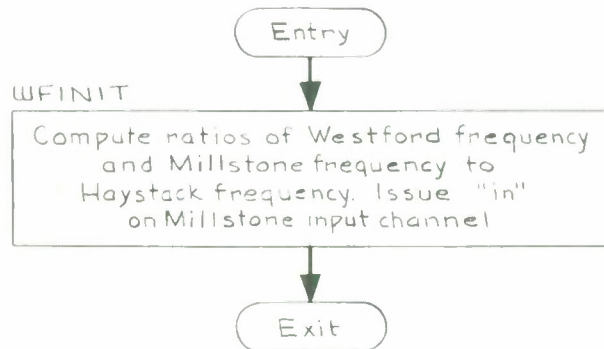 Entry
WFINIT
Compute ratios of Westford frequency
and Millstone frequency to
Haystack frequency. Issue "in"
on Millstone input channel
Exit